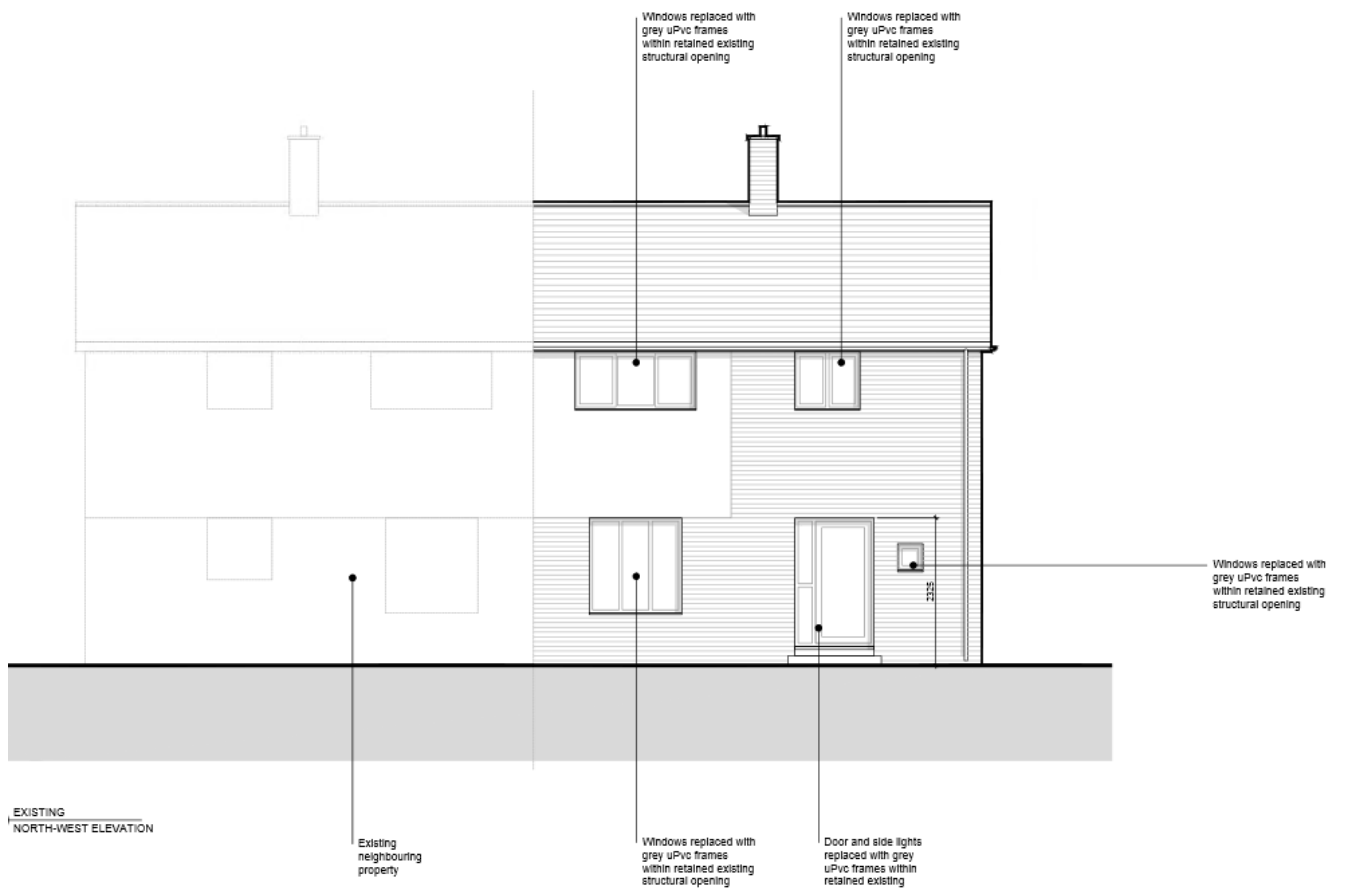 Windows replaced with
grey uPvc frames
within retained existing
structural opening
Windows replaced with
grey uPvc frames
within retained existing
structural opening
2325
Windows replaced with
grey uPvc frames
within retained existing
structural opening
EXISTING
NORTH-WEST ELEVATION
Existing
neighbouring
property
Windows replaced with
grey uPvc frames
within retained existing
structural opening
Door and side lights
replaced with grey
uPvc frames within
retained existing